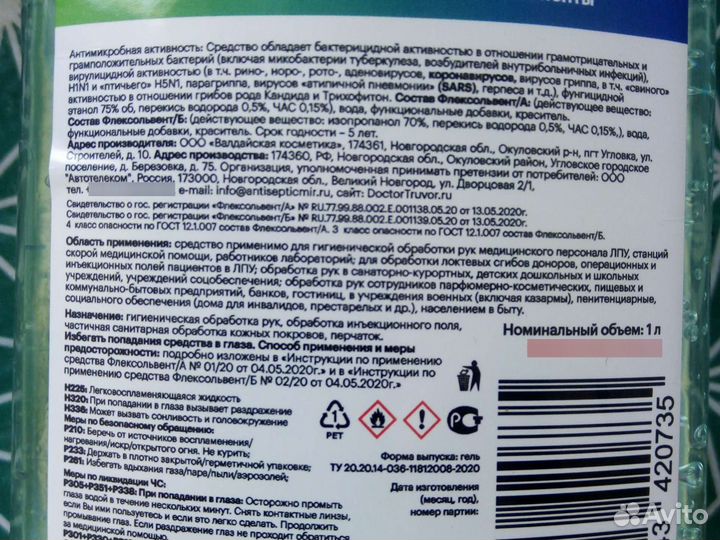 Антимикробная активность: Средство обладает бактерицидной активностью в отношении грамотрицательных и
грамположительных бактерий (включая микобактерии туберкулеза, возбудителей внутрибольничных инфекций),
вирулицидной активностью (в т.ч. рино-, норо-, рото-, аденовирусов, коронавирусов, вирусов гриппа, в т.ч. «свиного»
H1N1 и «птичьего» H5N1, парагриппа, вирусов «атипичной пневмонии» (SARS), герпеса и т.д.), фунгицидной
активностью в отношении грибов рода Кандида и Трихофитон. Состав Флексольвент/А: (действующее вещество:
этанол 75% об, перекись водорода 0,5%, ЧАС 0,15%), вода, функциональные добавки, краситель.
Состав Флексольвент/Б: (действующее вещество: изопропанол 70%, перекись водорода 0,5%, ЧАС 0,15%,), вода,
функциональные добавки, краситель. Срок годности – 5 лет.
Адрес производителя: ООО "Валдайская косметика", 174361, Новгородская обл., Окуловский р-н, пгт Угловка, ул.
Строителей, д. 10. Адрес производства: 174360, РФ, Новгородская обл., Окуловский район, Угловское городское
поселение, д. Березовка, д. 75. Организация, уполномоченная принимать претензии от потребителей: ООО
"Автотелеком", Россия, 173000, Новгородская обл., Великий Новгород, ул. Дворцовая 2/1,
тел. + e-mail: info@antisepticmir.ru, сайт: DoctorTruvor.ru
Свидетельство о гос. регистрации «Флексольвент/А» № RU.77.99.88.002.E.001138.05.20 от 13.05.2020г.
Свидетельство о гос. регистрации «Флексольвент/Б» № RU.77.99.88.002.E.001139.05.20 от 13.05.2020г.
4 класс опасности по ГОСТ 12.1.007 состав Флексольвент/А. 3 класс опасности по ГОСТ 12.1.007 состав Флексольвент/Б.
Область применения: средство применимо для гигиенической обработки рук медицинского персонала ЛПУ, станций
скорой медицинской помощи, работников лабораторий; для обработки локтевых сгибов доноров, операционных и
инъекционных полей пациентов в ЛПУ; обработка рук в санаторно-курортных, детских дошкольных и школьных
учреждений, учреждений соцобеспечения; обработка рук сотрудников парфюмерно-косметических, пищевых и
коммунально-бытовых предприятий, банков, гостиниц, в учреждения военных (включая казармы), пенитенциарные,
социального обеспечения (дома для инвалидов, престарелых и др.), населением в быту.
Назначение: гигиеническая обработка рук, обработка инъекционного поля,
частичная санитарная обработка кожных покровов, перчаток.
Избегать попадания средства в глаза. Способ применения и меры
предосторожности: подробно изложены в «Инструкции по применению
средства Флексольвент/А № 01/20 от 04.05.2020г.» и в «Инструкции по
применению средства Флексольвент/Б № 02/20 от 04.05.2020г.»
Номинальный объем: 1 л
H225: Легковоспламеняющаяся жидкость
H320: При попадании в глаза вызывает раздражение
H336: Может вызвать сонливость и головокружение
Меры по безопасному обращению:
P210: Беречь от источников воспламенения/
нагревания/искр/открытого огня. Не курить;
P233: Держать в плотно закрытой/герметичной упаковке;
P261: Избегать вдыхания газа/пара/пыли/аэрозолей;
Меры по ликвидации ЧС:
P305+P351+P338: При попадании в глаза: Осторожно промыть
глаза водой в течение нескольких минут. Снять контактные линзы,
если Вы ими пользуетесь и если это легко сделать. Продолжить
промывание глаз. Если раздражение глаз не проходит обратиться
за медицинской помощью.
1
PET
РСТ
Форма выпуска: гель
ТУ 20.20.14-036-11812008-2020
Дата изготовления
(месяц, год),
номер партии:
420735
Avito